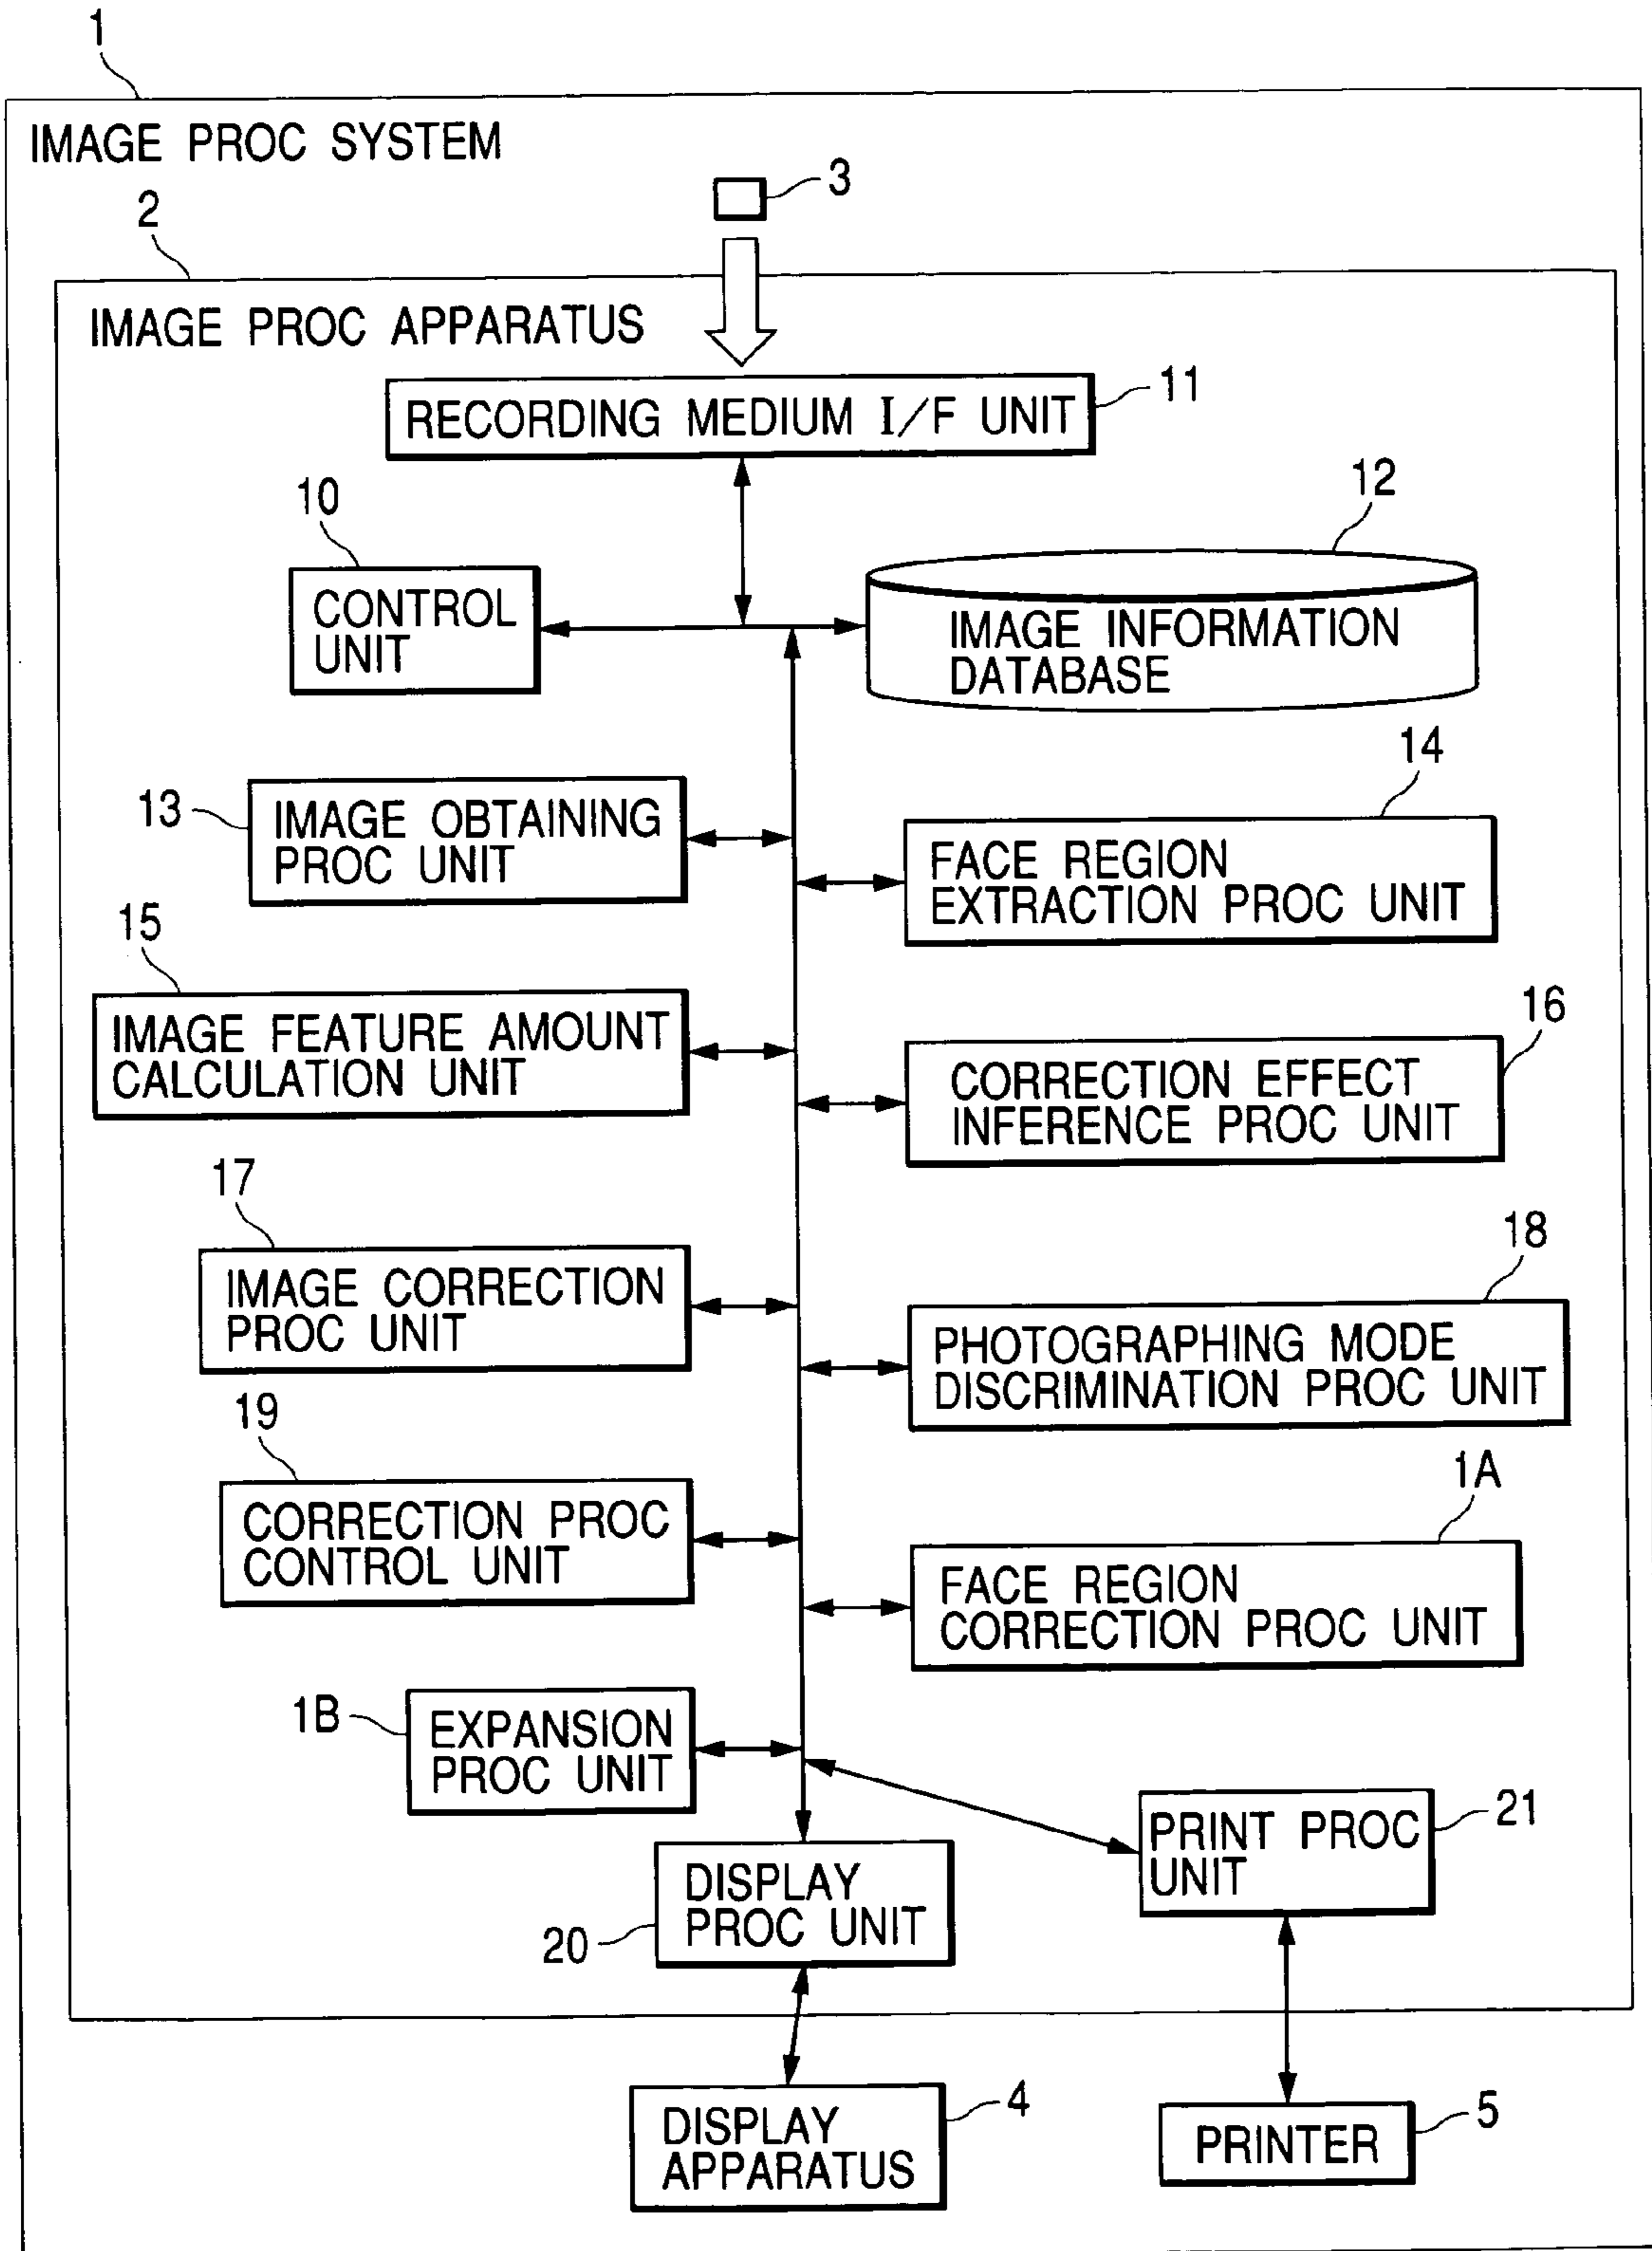 1
IMAGE PROC SYSTEM
3
2
IMAGE PROC APPARATUS
11
RECORDING MEDIUM I/F UNIT
10
12
CONTROL
UNIT
IMAGE INFORMATION
DATABASE
14
13
IMAGE OBTAINING
PROC UNIT
FACE REGION
EXTRACTION PROC UNIT
15
IMAGE FEATURE AMOUNT
CALCULATION UNIT
16
CORRECTION EFFECT
INFERENCE PROC UNIT
17
IMAGE CORRECTION
PROC UNIT
18
PHOTOGRAPHING MODE
DISCRIMINATION PROC UNIT
19
CORRECTION PROC
CONTROL UNIT
1A
FACE REGION
CORRECTION PROC UNIT
1B
EXPANSION
PROC UNIT
21
PRINT PROC
UNIT
DISPLAY
PROC UNIT
20
4
DISPLAY
APPARATUS
5
PRINTER